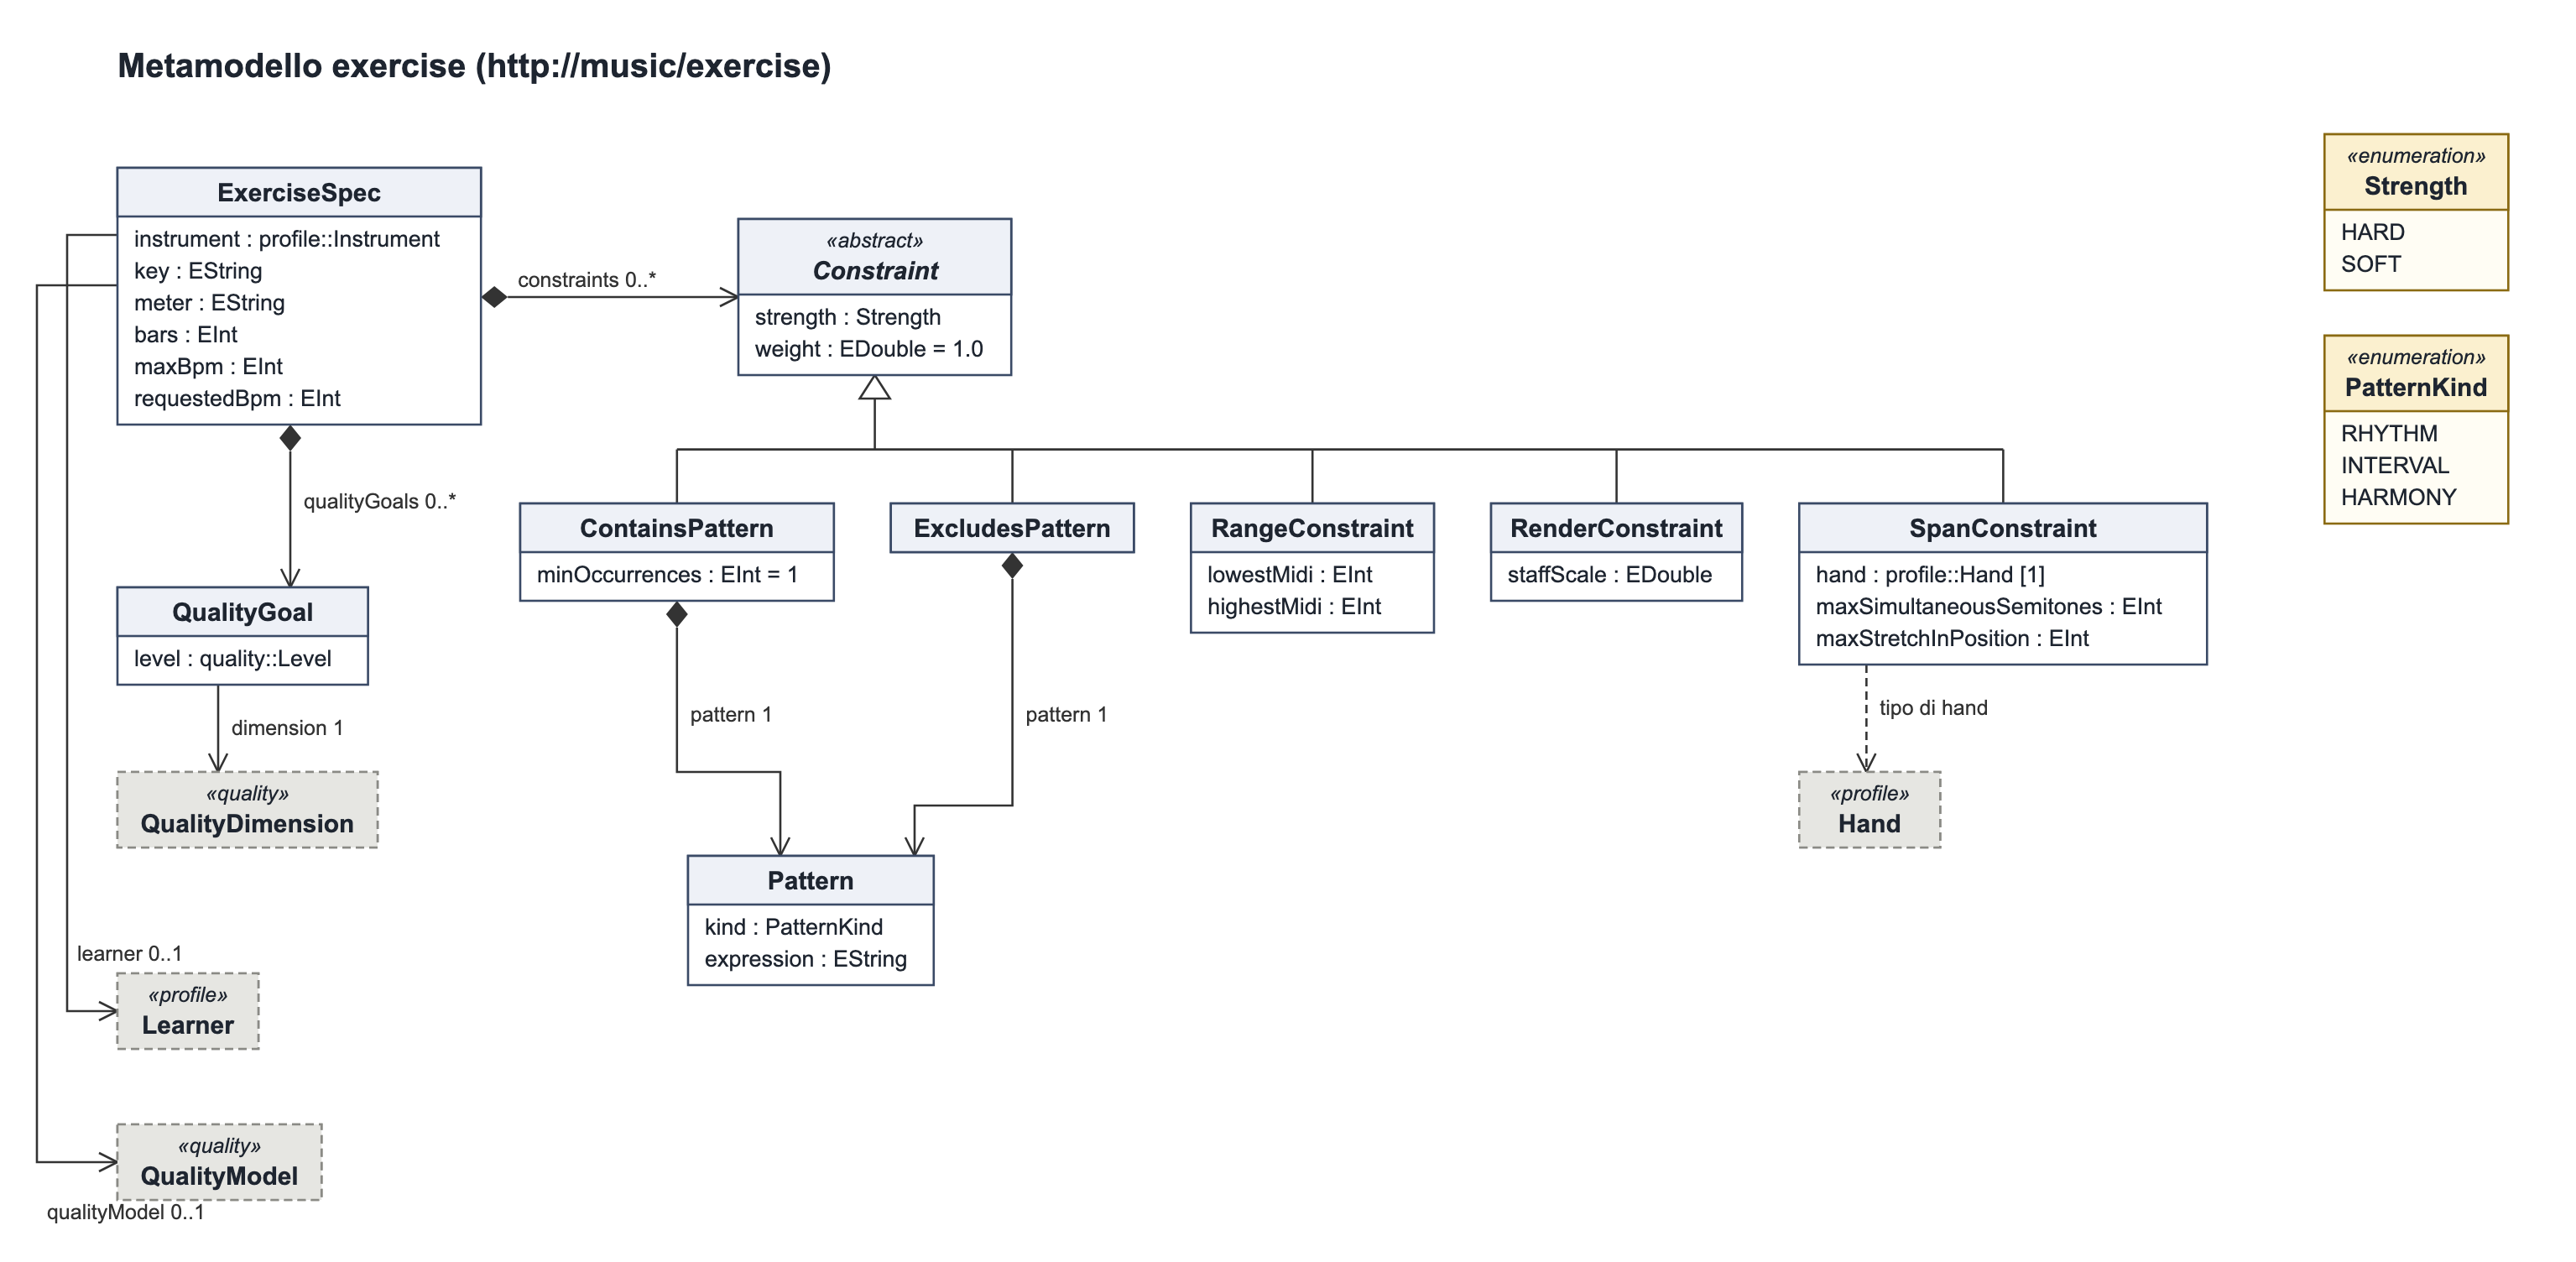 Metamodello exercise (http://music/exercise)
ExerciseSpec
instrument : profile::Instrument
key : EString
meter : EString
bars : EInt
maxBpm : EInt
requestedBpm : EInt
constraints 0..*
«abstract»
Constraint
strength : Strength
weight : EDouble = 1.0
«enumeration»
Strength
HARD
SOFT
«enumeration»
PatternKind
RHYTHM
INTERVAL
HARMONY
qualityGoals 0..*
ContainsPattern
minOccurrences : EInt = 1
ExcludesPattern
RangeConstraint
lowestMidi : EInt
highestMidi : EInt
RenderConstraint
staffScale : EDouble
SpanConstraint
hand : profile::Hand [1]
maxSimultaneousSemitones : EInt
maxStretchInPosition : EInt
QualityGoal
level : quality::Level
dimension 1
pattern 1
pattern 1
tipo di hand
«quality»
QualityDimension
«profile»
Hand
Pattern
kind : PatternKind
expression : EString
learner 0..1
«profile»
Learner
«quality»
QualityModel
qualityModel 0..1